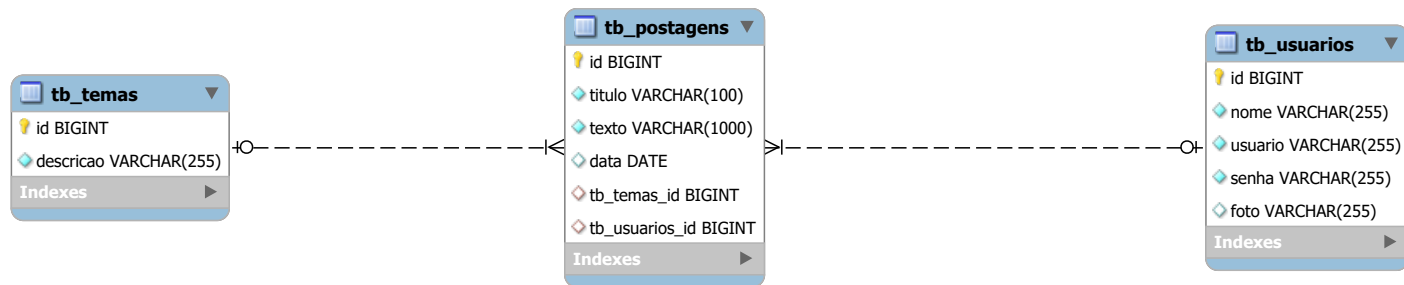 tb_temas
id BIGINT
descricao VARCHAR(255)
Indexes
tb_postagens
id BIGINT
titulo VARCHAR(100)
texto VARCHAR(1000)
data DATE
tb_temas_id BIGINT
tb_usuarios_id BIGINT
Indexes
tb_usuarios
id BIGINT
nome VARCHAR(255)
usuario VARCHAR(255)
senha VARCHAR(255)
foto VARCHAR(255)
Indexes